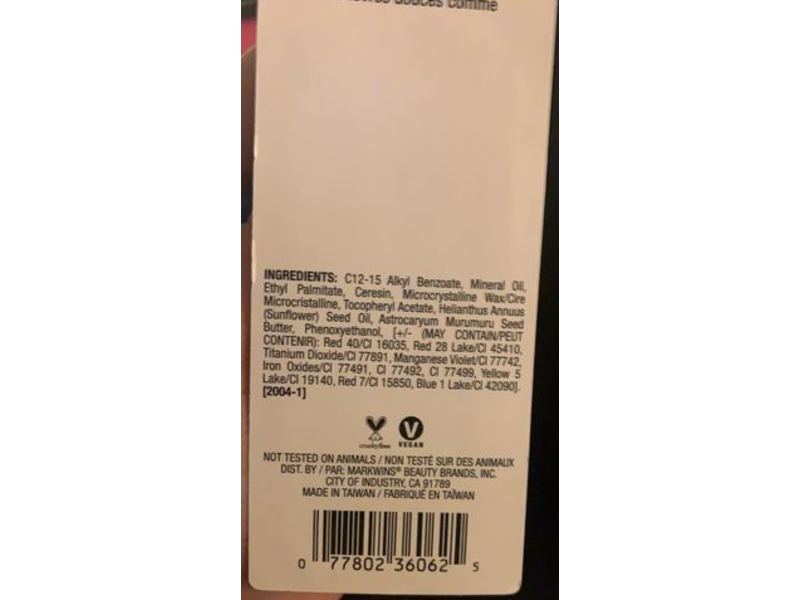 douces comme
INGREDIENTS: C12-15 Alkyl Benzoate, Mineral Oil,
Ethyl Palmitate, Ceresin, Microcrystalline Wax/Cire
Microcristalline, Tocopheryl Acetate, Helianthus Annuus
(Sunflower) Seed Oil, Astrocaryum Murumuru Seed
Butter, Phenoxyethanol, [+/- (MAY CONTAIN/PEUT
CONTENIR): Red 40/CI 16035, Red 28 Lake/CI 45410,
Titanium Dioxide/CI 77891, Manganese Violet/CI 77742,
Iron Oxides/CI 77491, CI 77492, CI 77499, Yellow 5
Lake/CI 19140, Red 7/CI 15850, Blue 1 Lake/CI 42090].
[2004-1]
crueltyfree
V
VEGAN
NOT TESTED ON ANIMALS / NON TESTÉ SUR DES ANIMAUX
DIST. BY / PAR: MARKWINS® BEAUTY BRANDS, INC.
CITY OF INDUSTRY, CA 91789
MADE IN TAIWAN / FABRIQUÉ EN TAÏWAN
0 77802 36062 5